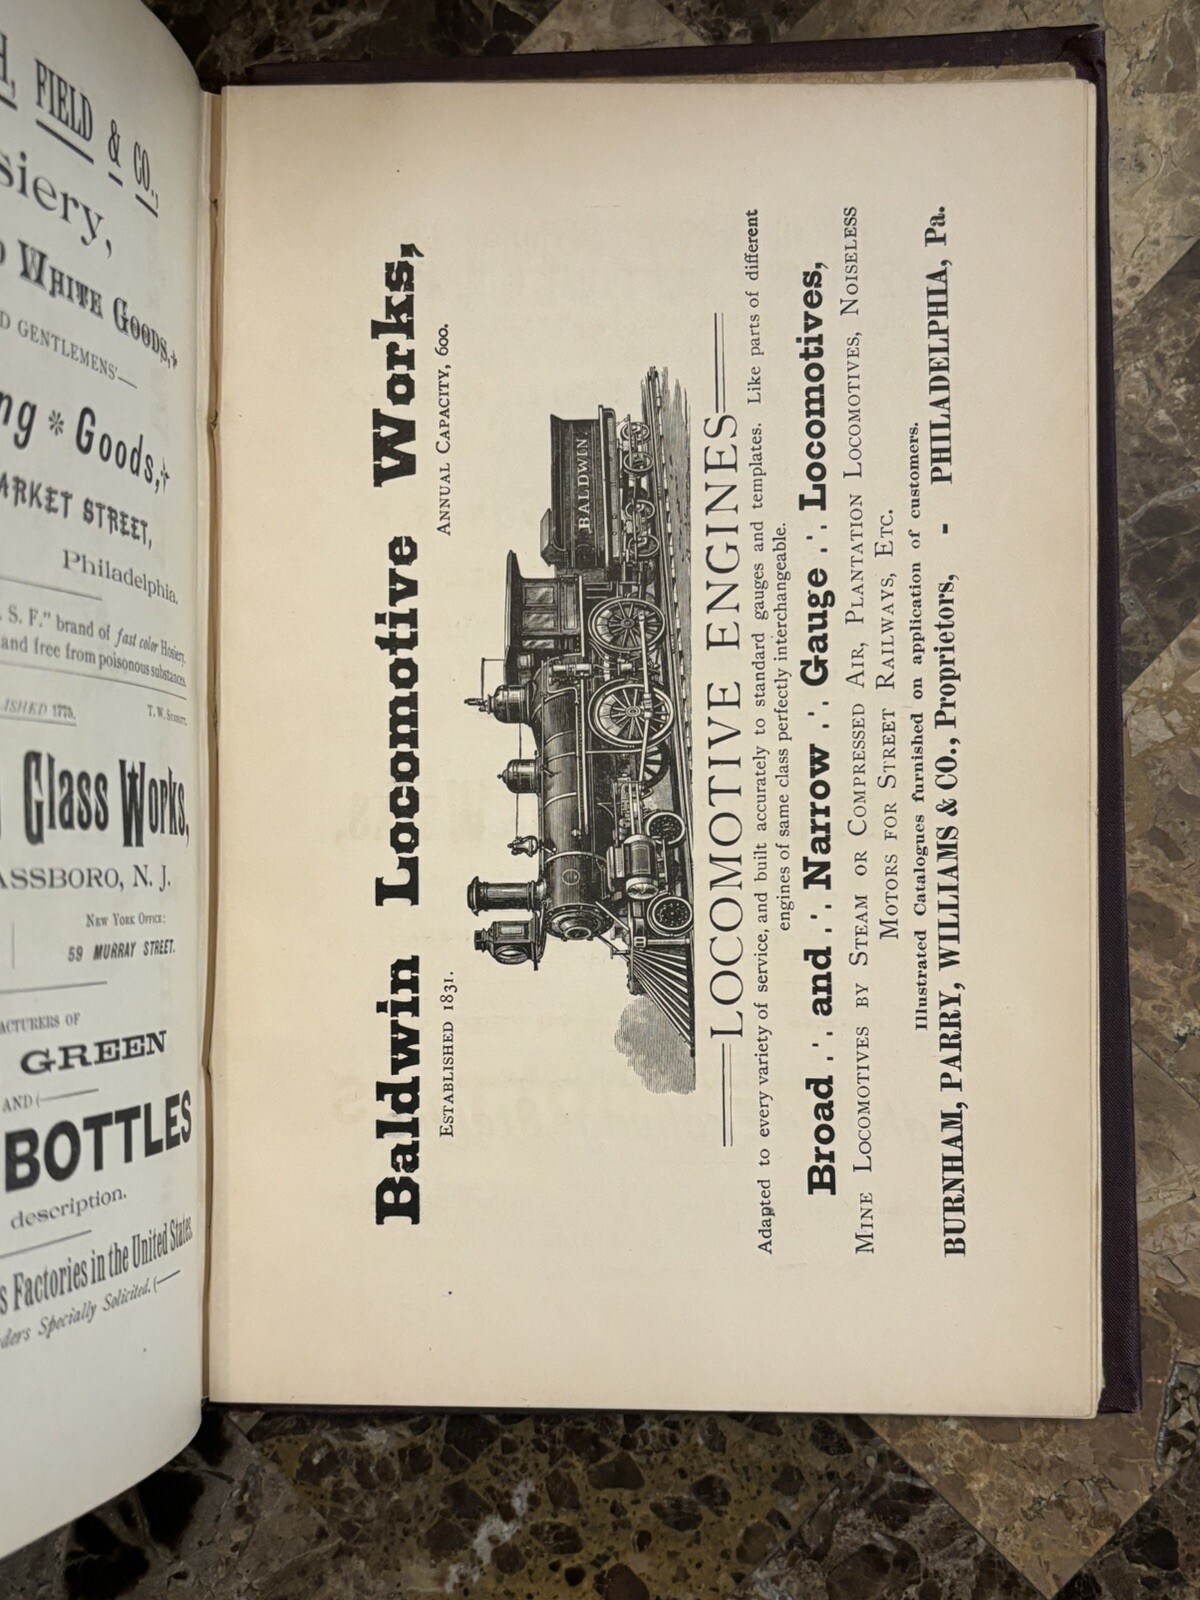 FIELD & CO.,
WHITE GOODS,
GENTLEMENS'
Goods,
STREET,
Philadelphia.
S. F." brand of fast color Hosiery,
and free from poisonous substances.
1775.
Glass Works,
N. J.
NEW YORK OFFICE:
59 MURRAY STREET.
OF
GREEN
AND
BOTTLES
description.
Factories in the United States.
Specially Solicited.
Baldwin Locomotive Works,
ESTABLISHED 1831. ANNUAL CAPACITY, 600.
BALDWIN
LOCOMOTIVE ENGINES
Adapted to every variety of service, and built accurately to standard gauges and templates. Like parts of different
engines of same class perfectly interchangeable.
Broad .·. and .·. Narrow .·. Gauge .·. Locomotives,
MINE LOCOMOTIVES BY STEAM OR COMPRESSED AIR, PLANTATION LOCOMOTIVES, NOISELESS
MOTORS FOR STREET RAILWAYS, ETC.
Illustrated Catalogues furnished on application of customers.
BURNHAM, PARRY, WILLIAMS & CO., Proprietors, - PHILADELPHIA, Pa.